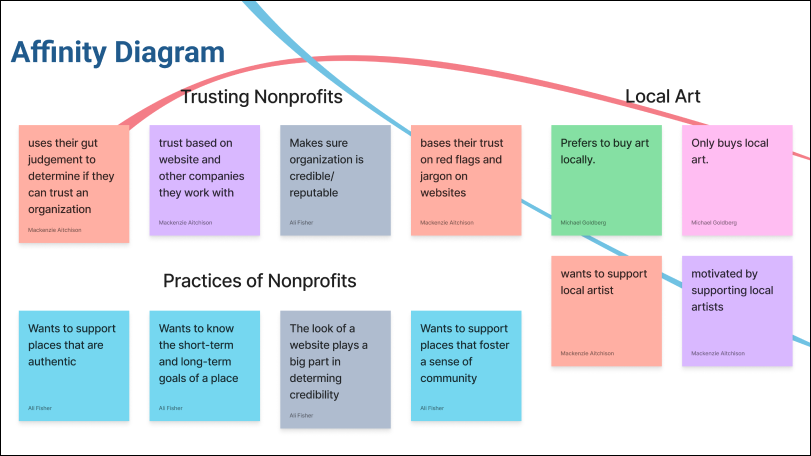 Affinity Diagram
Trusting Nonprofits
uses their gut
judgement to
determine if they
can trust an
organization
Mackenzie Aitchison
trust based on
website and
other companies
they work with
Mackenzie Aitchison
Makes sure
organization is
credible/
reputable
Ali Fisher
bases their trust
on red flags and
jargon on
websites
Mackenzie Aitchison
Local Art
Prefers to buy art
locally.
Michael Goldberg
Only buys local
art.
Michael Goldberg
wants to support
local artist
Mackenzie Aitchison
motivated by
supporting local
artists
Mackenzie Aitchison
Practices of Nonprofits
Wants to support
places that are
authentic
Ali Fisher
Wants to know
the short-term
and long-term
goals of a place
Ali Fisher
The look of a
website plays a
big part in
determing
credibility
Ali Fisher
Wants to support
places that foster
a sense of
community
Ali Fisher